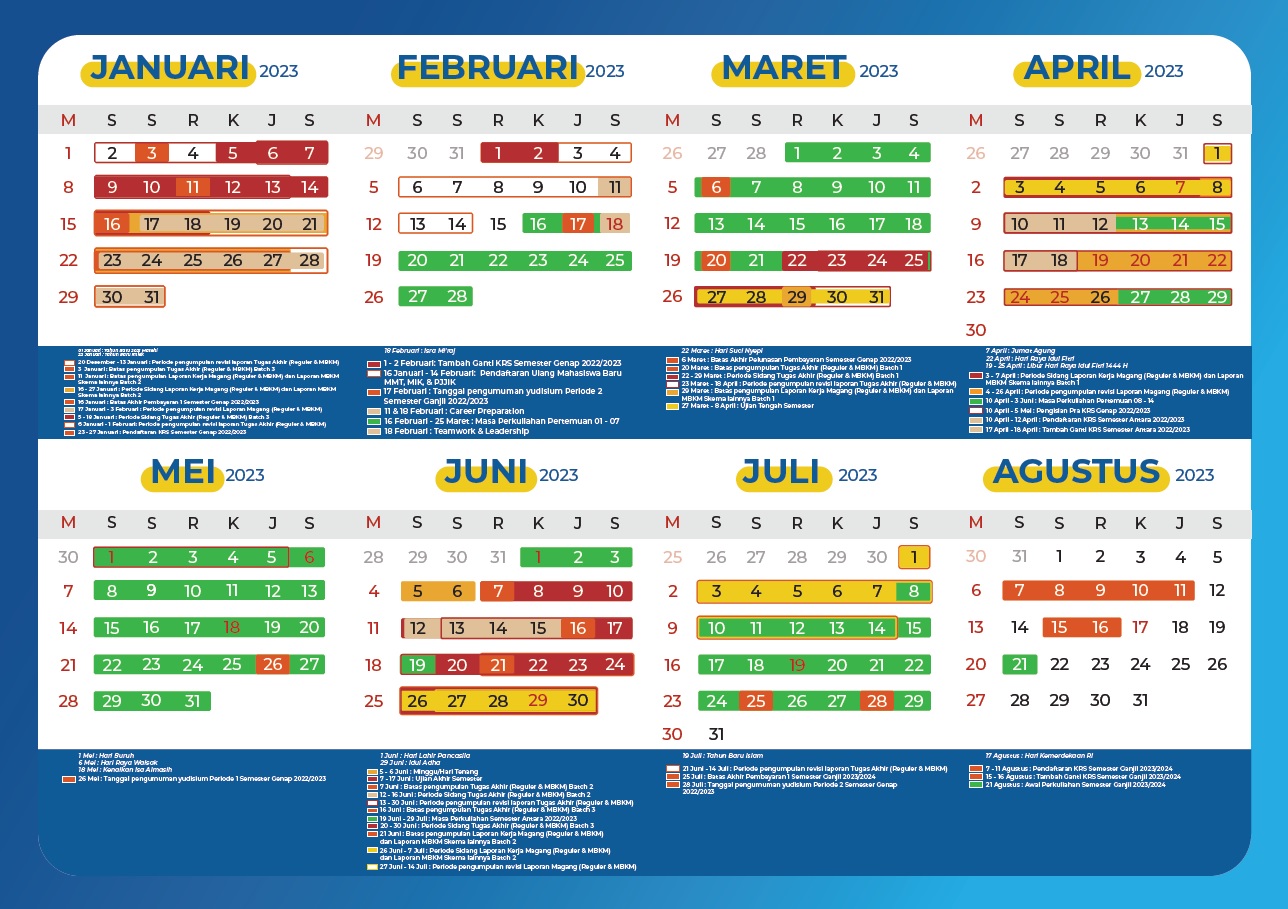 JANUARI 2023
M S S R K J S
1 2 3 4 5 6 7
8 9 10 11 12 13 14
15 16 17 18 19 20 21
22 23 24 25 26 27 28
29 30 31
20 Desember - 13 Januari : Periode pengumpulan revisi laporan Tugas Akhir (Reguler & MBKM)
3 Januari : Batas pengumpulan Tugas Akhir (Reguler & MBKM) Batch 3
11 Januari : Batas pengumpulan Laporan Kerja Magang (Reguler & MBKM) dan Laporan MBKM
Skema lainnya Batch 2
16 - 27 Januari : Periode Sidang Laporan Kerja Magang (Reguler & MBKM) dan Laporan MBKM
Skema lainnya Batch 2
16 Januari : Batas Akhir Pembayaran 1 Semester Genap 2022/2023
17 Januari - 3 Februari : Periode pengumpulan revisi Laporan Magang (Reguler & MBKM)
5 - 18 Januari : Periode Sidang Tugas Akhir (Reguler & MBKM) Batch 3
6 Januari - 1 Februari: Periode pengumpulan revisi laporan Tugas Akhir (Reguler & MBKM)
23 - 27 Januari : Pendaftaran KRS Semester Genap 2022/2023
FEBRUARI 2023
M S S R K J S
29 30 31 1 2 3 4
5 6 7 8 9 10 11
12 13 14 15 16 17 18
19 20 21 22 23 24 25
26 27 28
18 Februari : Isra Mi'raj
1 - 2 Februari: Tambah Ganti KRS Semester Genap 2022/2023
16 Januari - 14 Februari: Pendaftaran Ulang Mahasiswa Baru
MMT, MIK, & PJJIK
17 Februari : Tanggal pengumuman yudisium Periode 2
Semester Ganjil 2022/2023
11 & 18 Februari : Career Preparation
16 Februari - 25 Maret : Masa Perkuliahan Pertemuan 01 - 07
18 Februari : Teamwork & Leadership
MARET 2023
M S S R K J S
26 27 28 1 2 3 4
5 6 7 8 9 10 11
12 13 14 15 16 17 18
19 20 21 22 23 24 25
26 27 28 29 30 31
22 Maret : Hari Suci Nyepi
6 Maret : Batas Akhir Pelunasan Pembayaran Semester Genap 2022/2023
20 Maret : Batas pengumpulan Tugas Akhir (Reguler & MBKM) Batch 1
22 - 29 Maret : Periode Sidang Tugas Akhir (Reguler & MBKM) Batch 1
23 Maret - 18 April : Periode pengumpulan revisi laporan Tugas Akhir (Reguler & MBKM)
29 Maret : Batas pengumpulan Laporan Kerja Magang (Reguler & MBKM) dan Laporan
MBKM Skema lainnya Batch 1
27 Maret - 8 April : Ujian Tengah Semester
APRIL 2023
M S S R K J S
26 27 28 29 30 31 1
2 3 4 5 6 7 8
9 10 11 12 13 14 15
16 17 18 19 20 21 22
23 24 25 26 27 28 29
30
7 April : Jumat Agung
22 April : Hari Raya Idul Fitri
19 - 25 April : Libur Hari Raya Idul Fitri 1444 H
3 - 7 April : Periode Sidang Laporan Kerja Magang (Reguler & MBKM) dan Laporan
MBKM Skema lainnya Batch 1
4 - 26 April : Periode pengumpulan revisi Laporan Magang (Reguler & MBKM)
10 April - 3 Juni : Masa Perkuliahan Pertemuan 08 - 14
10 April - 5 Mei : Pengisian Pra KRS Genap 2022/2023
10 April - 12 April : Pendaftaran KRS Semester Antara 2022/2023
17 April - 18 April : Tambah Ganti KRS Semester Antara 2022/2023
MEI 2023
M S S R K J S
30 1 2 3 4 5 6
7 8 9 10 11 12 13
14 15 16 17 18 19 20
21 22 23 24 25 26 27
28 29 30 31
1 Mei : Hari Buruh
6 Mei : Hari Raya Waisak
18 Mei : Kenaikan Isa Almasih
26 Mei : Tanggal pengumuman yudisium Periode 1 Semester Genap 2022/2023
JUNI 2023
M S S R K J S
28 29 30 31 1 2 3
4 5 6 7 8 9 10
11 12 13 14 15 16 17
18 19 20 21 22 23 24
25 26 27 28 29 30
1 Juni : Hari Lahir Pancasila
29 Juni : Idul Adha
5 - 6 Juni : Minggu/Hari Tenang
7 - 17 Juni : Ujian Akhir Semester
7 Juni : Batas pengumpulan Tugas Akhir (Reguler & MBKM) Batch 2
12 - 16 Juni : Periode Sidang Tugas Akhir (Reguler & MBKM) Batch 2
13 - 30 Juni : Periode pengumpulan revisi laporan Tugas Akhir (Reguler & MBKM)
16 Juni : Batas pengumpulan Tugas Akhir (Reguler & MBKM) Batch 3
19 Juni - 29 Juli : Masa Perkuliahan Semester Antara 2022/2023
20 - 30 Juni : Periode Sidang Tugas Akhir (Reguler & MBKM) Batch 3
21 Juni : Batas pengumpulan Laporan Kerja Magang (Reguler & MBKM)
dan Laporan MBKM Skema lainnya Batch 2
26 Juni - 7 Juli : Periode Sidang Laporan Kerja Magang (Reguler & MBKM)
dan Laporan MBKM Skema lainnya Batch 2
27 Juni - 14 Juli : Periode pengumpulan revisi Laporan Magang (Reguler & MBKM)
JULI 2023
M S S R K J S
25 26 27 28 29 30 1
2 3 4 5 6 7 8
9 10 11 12 13 14 15
16 17 18 19 20 21 22
23 24 25 26 27 28 29
30 31
19 Juli : Tahun Baru Islam
21 Juni - 14 Juli : Periode pengumpulan revisi laporan Tugas Akhir (Reguler & MBKM)
25 Juli : Batas Akhir Pembayaran 1 Semester Ganjil 2023/2024
28 Juli : Tanggal pengumuman yudisium Periode 2 Semester Genap
2022/2023
AGUSTUS 2023
M S S R K J S
30 31 1 2 3 4 5
6 7 8 9 10 11 12
13 14 15 16 17 18 19
20 21 22 23 24 25 26
27 28 29 30 31
17 Agustus : Hari Kemerdekaan RI
7 - 11 Agustus : Pendaftaran KRS Semester Ganjil 2023/2024
15 - 16 Agustus : Tambah Ganti KRS Semester Ganjil 2023/2024
21 Agustus : Awal Perkuliahan Semester Ganjil 2023/2024